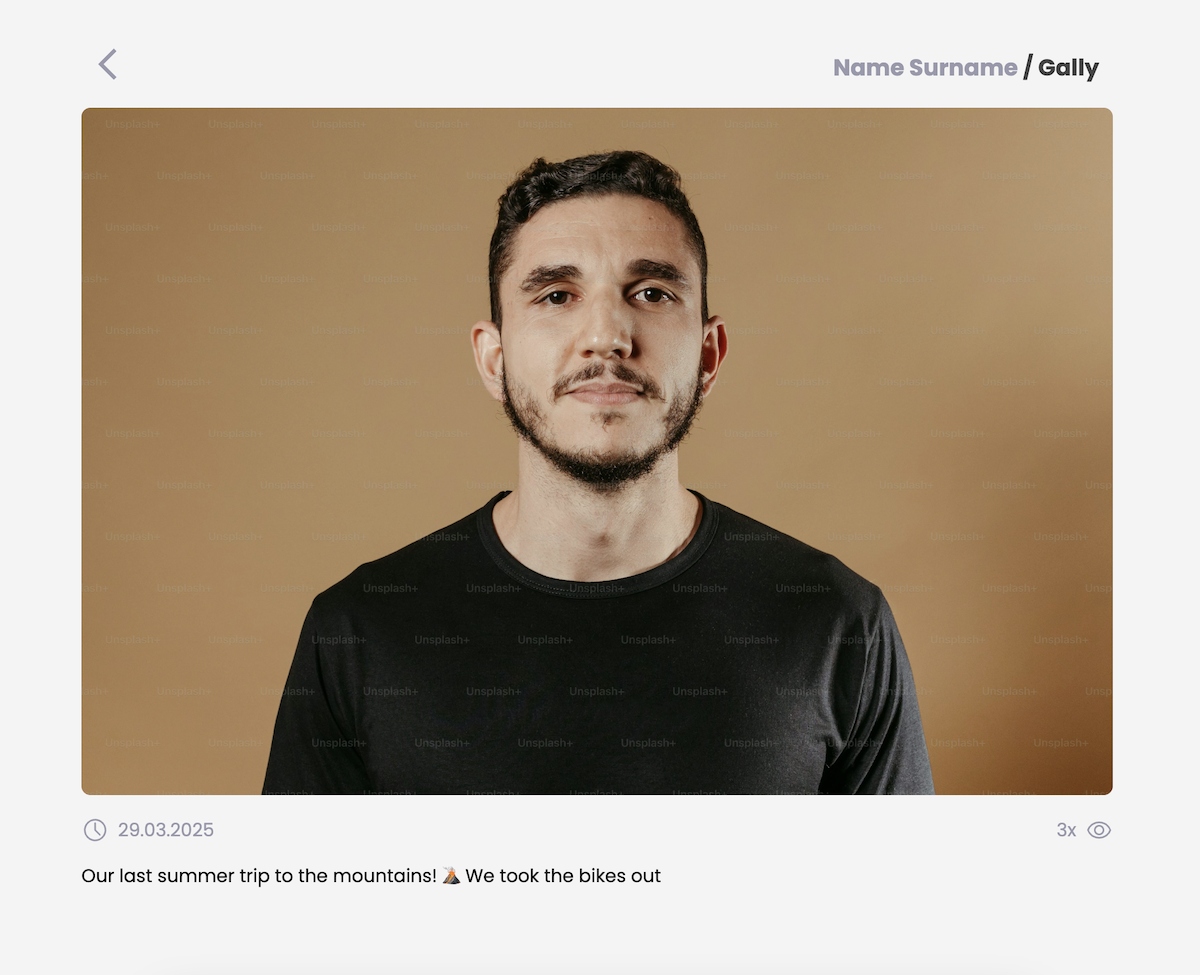 Name Surname / Gally
Unsplash+
29.03.2025
3x
Our last summer trip to the mountains! 🌋 We took the bikes out